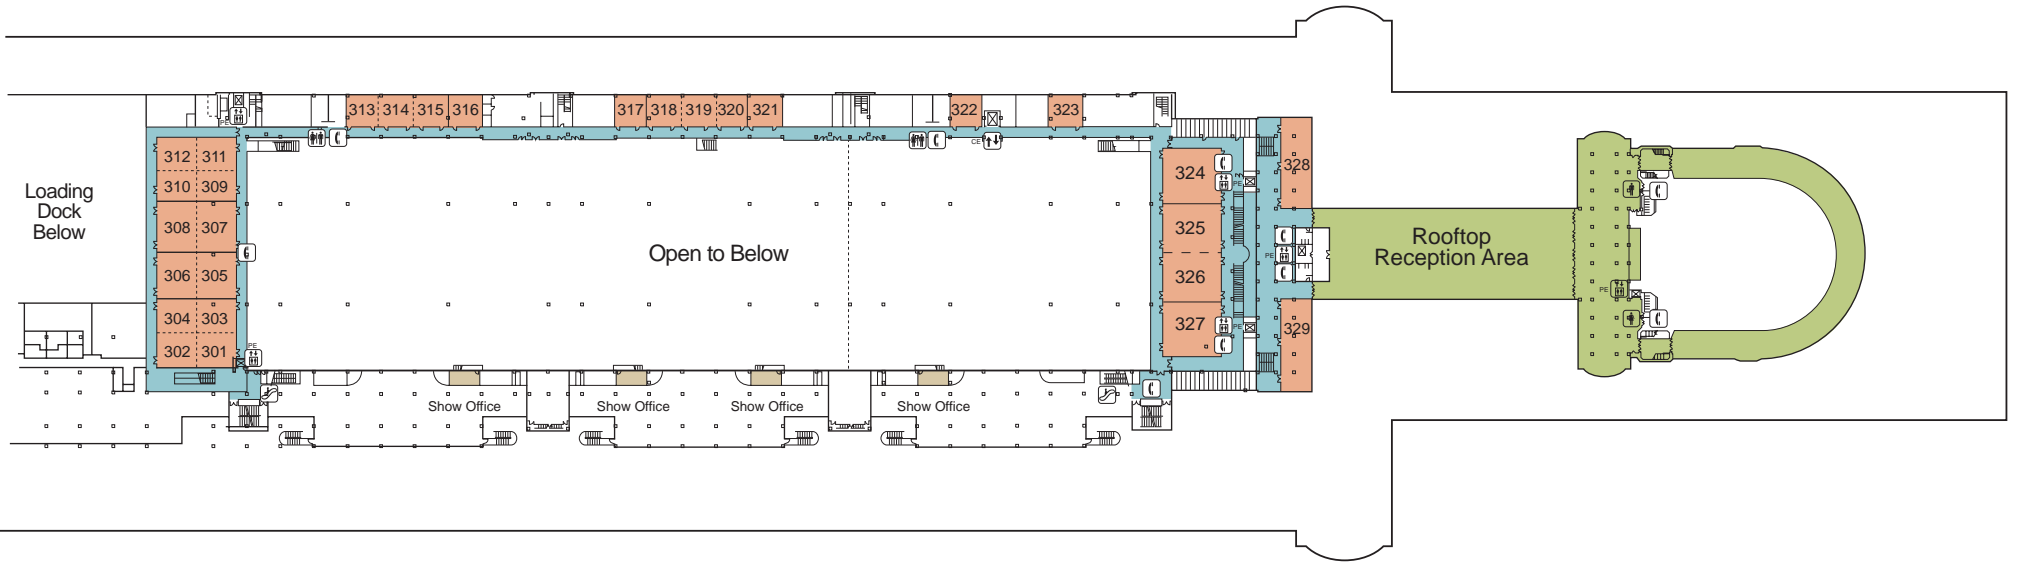 313 314 315 316
317 318 319 320 321
322
323
PE
CE
312 311
310 309
308 307
306 305
304 303
302 301
PE
Loading
Dock
Below
Open to Below
324
325
326
327
PE
PE
328
329
PE
Rooftop
Reception Area
PE
Show Office
Show Office
Show Office
Show Office